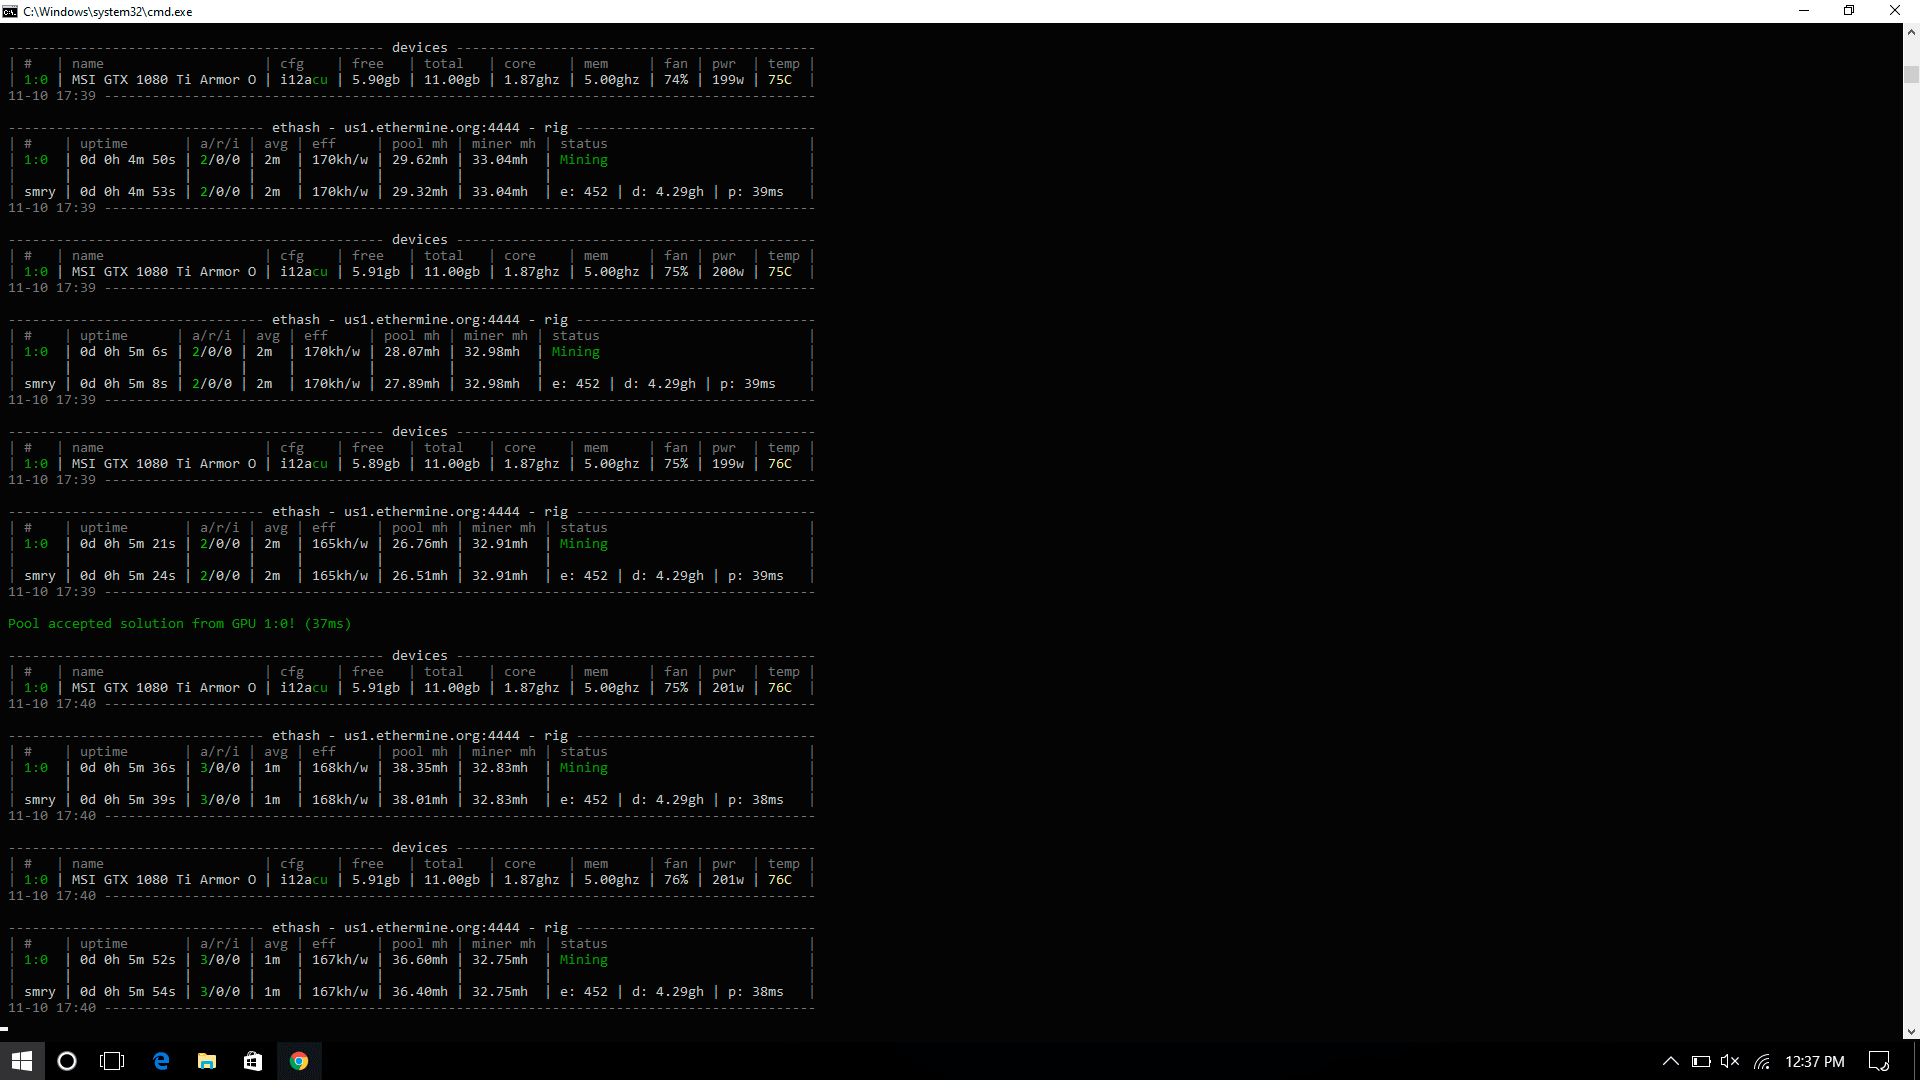 C:\Windows\system32\cmd.exe
----------------------------------------------- devices ---------------------------------------------
| #   | name                    | cfg    | free   | total   | core    | mem     | fan | pwr  | temp |
| 1:0 | MSI GTX 1080 Ti Armor O | i12acu | 5.90gb | 11.00gb | 1.87ghz | 5.00ghz | 74% | 199w | 75C  |
11-10 17:39 -----------------------------------------------------------------------------------------
-------------------------------- ethash - us1.ethermine.org:4444 - rig ------------------------------
| #    | uptime       | a/r/i | avg | eff     | pool mh | miner mh | status                         |
| 1:0  | 0d 0h 4m 50s | 2/0/0 | 2m  | 170kh/w | 29.62mh | 33.04mh  | Mining                         |
| smry | 0d 0h 4m 53s | 2/0/0 | 2m  | 170kh/w | 29.32mh | 33.04mh  | e: 452 | d: 4.29gh | p: 39ms   |
11-10 17:39 -----------------------------------------------------------------------------------------
----------------------------------------------- devices ---------------------------------------------
| #   | name                    | cfg    | free   | total   | core    | mem     | fan | pwr  | temp |
| 1:0 | MSI GTX 1080 Ti Armor O | i12acu | 5.91gb | 11.00gb | 1.87ghz | 5.00ghz | 75% | 200w | 75C  |
11-10 17:39 -----------------------------------------------------------------------------------------
-------------------------------- ethash - us1.ethermine.org:4444 - rig ------------------------------
| #    | uptime      | a/r/i | avg | eff     | pool mh | miner mh | status                          |
| 1:0  | 0d 0h 5m 6s | 2/0/0 | 2m  | 170kh/w | 28.07mh | 32.98mh  | Mining                          |
| smry | 0d 0h 5m 8s | 2/0/0 | 2m  | 170kh/w | 27.89mh | 32.98mh  | e: 452 | d: 4.29gh | p: 39ms    |
11-10 17:39 -----------------------------------------------------------------------------------------
----------------------------------------------- devices ---------------------------------------------
| #   | name                    | cfg    | free   | total   | core    | mem     | fan | pwr  | temp |
| 1:0 | MSI GTX 1080 Ti Armor O | i12acu | 5.89gb | 11.00gb | 1.87ghz | 5.00ghz | 75% | 199w | 76C  |
11-10 17:39 -----------------------------------------------------------------------------------------
-------------------------------- ethash - us1.ethermine.org:4444 - rig ------------------------------
| #    | uptime       | a/r/i | avg | eff     | pool mh | miner mh | status                         |
| 1:0  | 0d 0h 5m 21s | 2/0/0 | 2m  | 165kh/w | 26.76mh | 32.91mh  | Mining                         |
| smry | 0d 0h 5m 24s | 2/0/0 | 2m  | 165kh/w | 26.51mh | 32.91mh  | e: 452 | d: 4.29gh | p: 39ms   |
11-10 17:39 -----------------------------------------------------------------------------------------
Pool accepted solution from GPU 1:0! (37ms)
----------------------------------------------- devices ---------------------------------------------
| #   | name                    | cfg    | free   | total   | core    | mem     | fan | pwr  | temp |
| 1:0 | MSI GTX 1080 Ti Armor O | i12acu | 5.91gb | 11.00gb | 1.87ghz | 5.00ghz | 75% | 201w | 76C  |
11-10 17:40 -----------------------------------------------------------------------------------------
-------------------------------- ethash - us1.ethermine.org:4444 - rig ------------------------------
| #    | uptime       | a/r/i | avg | eff     | pool mh | miner mh | status                         |
| 1:0  | 0d 0h 5m 36s | 3/0/0 | 1m  | 168kh/w | 38.35mh | 32.83mh  | Mining                         |
| smry | 0d 0h 5m 39s | 3/0/0 | 1m  | 168kh/w | 38.01mh | 32.83mh  | e: 452 | d: 4.29gh | p: 38ms   |
11-10 17:40 -----------------------------------------------------------------------------------------
----------------------------------------------- devices ---------------------------------------------
| #   | name                    | cfg    | free   | total   | core    | mem     | fan | pwr  | temp |
| 1:0 | MSI GTX 1080 Ti Armor O | i12acu | 5.91gb | 11.00gb | 1.87ghz | 5.00ghz | 76% | 201w | 76C  |
11-10 17:40 -----------------------------------------------------------------------------------------
-------------------------------- ethash - us1.ethermine.org:4444 - rig ------------------------------
| #    | uptime       | a/r/i | avg | eff     | pool mh | miner mh | status                         |
| 1:0  | 0d 0h 5m 52s | 3/0/0 | 1m  | 167kh/w | 36.60mh | 32.75mh  | Mining                         |
| smry | 0d 0h 5m 54s | 3/0/0 | 1m  | 167kh/w | 36.40mh | 32.75mh  | e: 452 | d: 4.29gh | p: 38ms   |
11-10 17:40 -----------------------------------------------------------------------------------------
12:37 PM